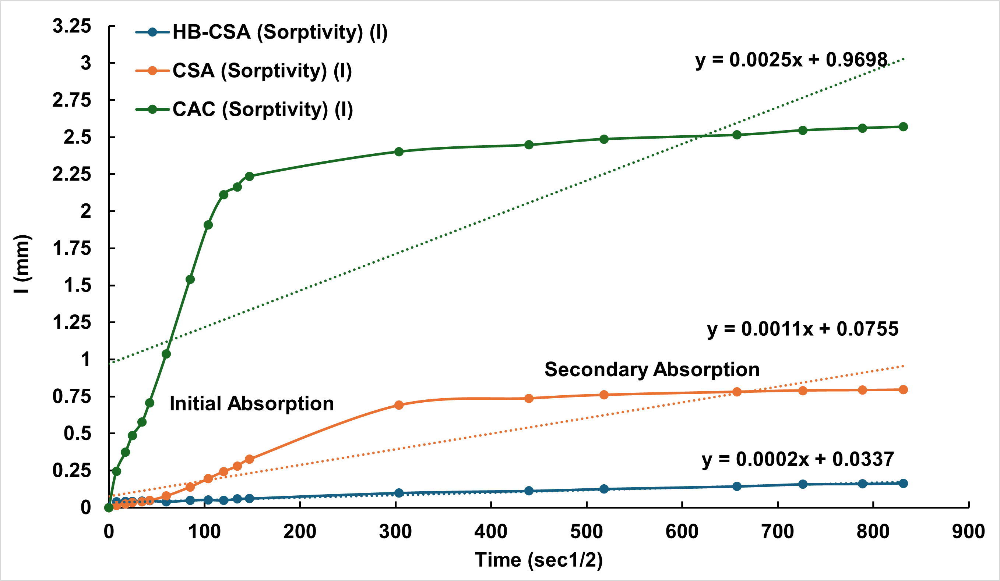 3.25
3
2.75
2.5
2.25
2
1.75
1.5
1.25
1
0.75
0.5
0.25
0
I (mm)
HB-CSA (Sorptivity) (I)
CSA (Sorptivity) (I)
CAC (Sorptivity) (I)
y = 0.0025x + 0.9698
y = 0.0011x + 0.0755
Secondary Absorption
Initial Absorption
y = 0.0002x + 0.0337
0 100 200 300 400 500 600 700 800 900
Time (sec1/2)